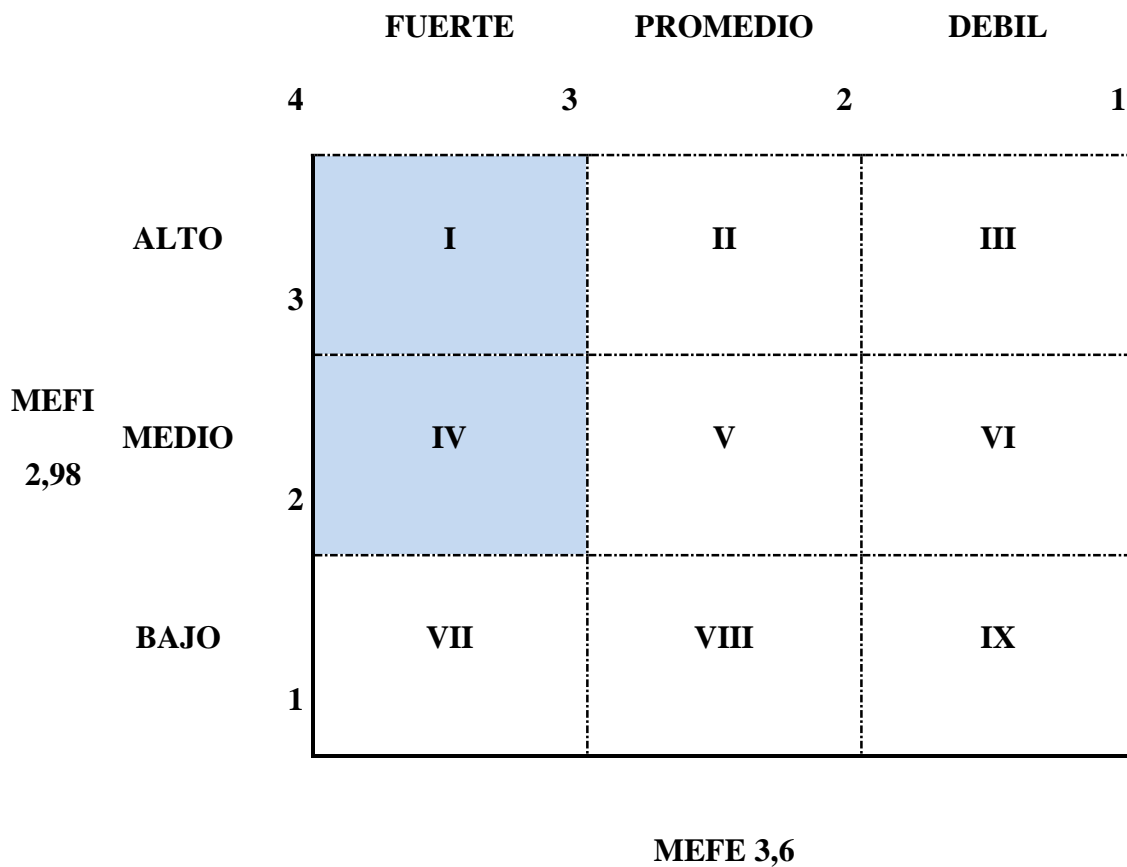 FUERTE PROMEDIO DEBIL
4 3 2 1
ALTO I II III
3
MEFI
MEDIO IV V VI
2,98
2
BAJO VII VIII IX
1
MEFE 3,6